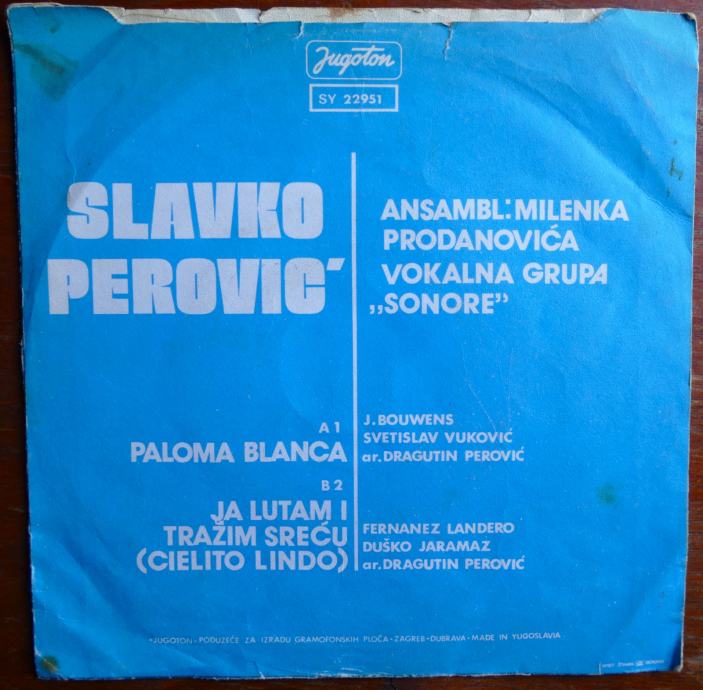 Jugoton
SY 22951
SLAVKO
PEROVIĆ
ANSAMBL: MILENKA
PRODANOVIĆA
VOKALNA GRUPA
„SONORE”
A 1
PALOMA BLANCA
J. BOUWENS
SVETISLAV VUKOVIĆ
ar. DRAGUTIN PEROVIĆ
B 2
JA LUTAM I
TRAŽIM SREĆU
(CIELITO LINDO)
FERNANEZ LANDERO
DUŠKO JARAMAZ
ar. DRAGUTIN PEROVIĆ
"JUGOTON - PODUZEĆE ZA IZRADU GRAMOFONSKIH PLOČA - ZAGREB - DUBRAVA - MADE IN YUGOSLAVIA